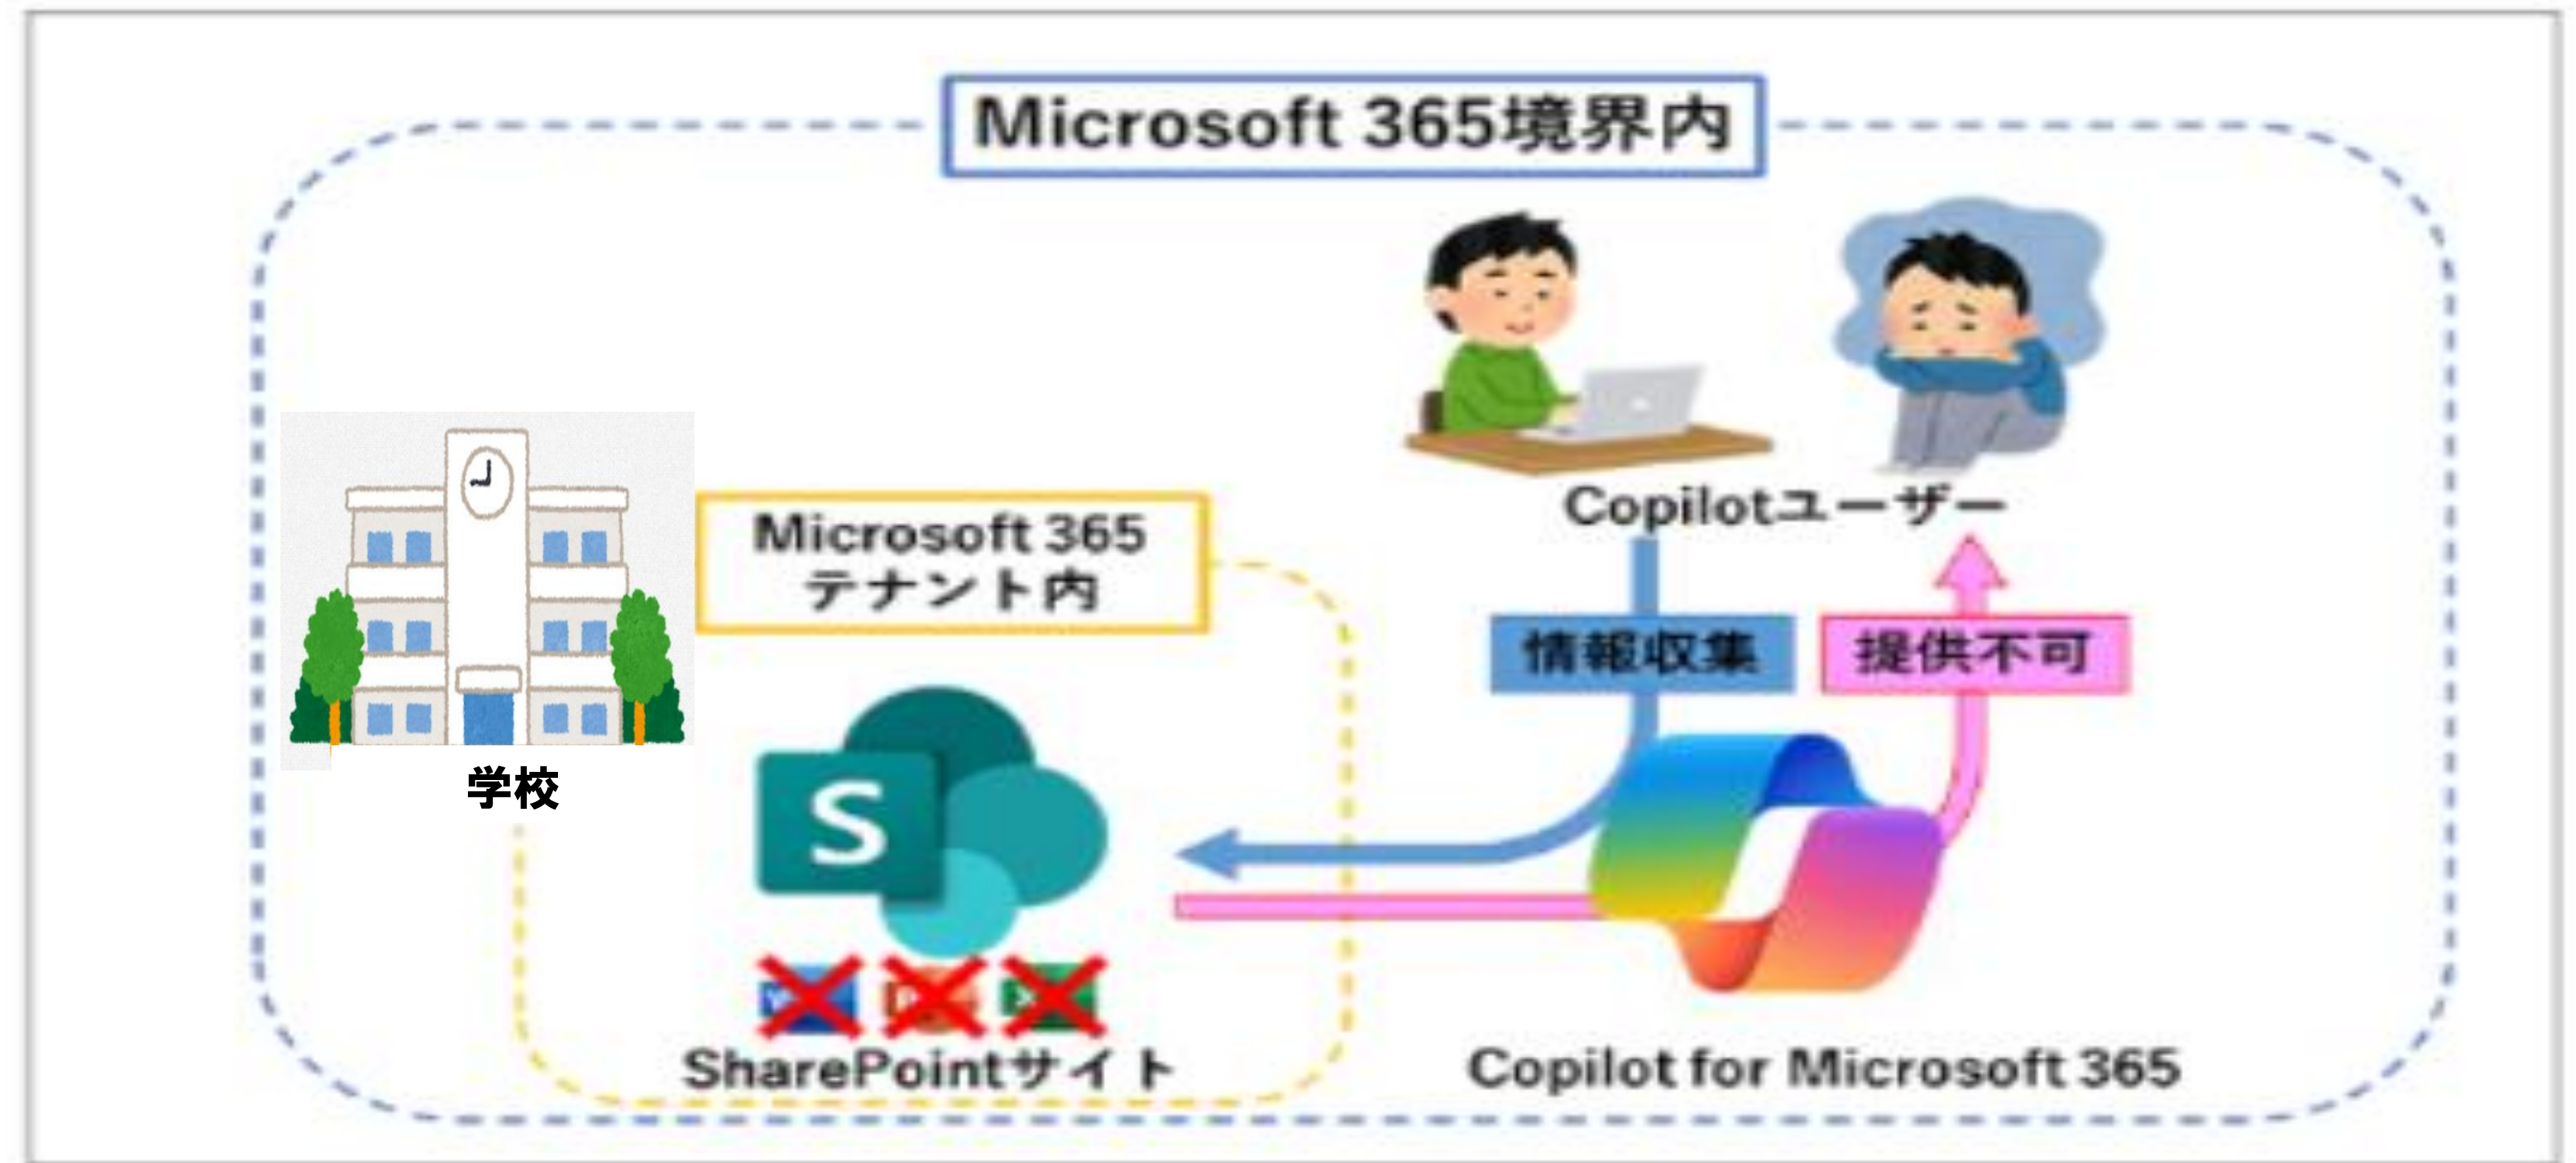 Microsoft 365境界内
Copilotユーザー
Microsoft 365
テナント内
情報収集
提供不可
学校
S
SharePointサイト
Copilot for Microsoft 365